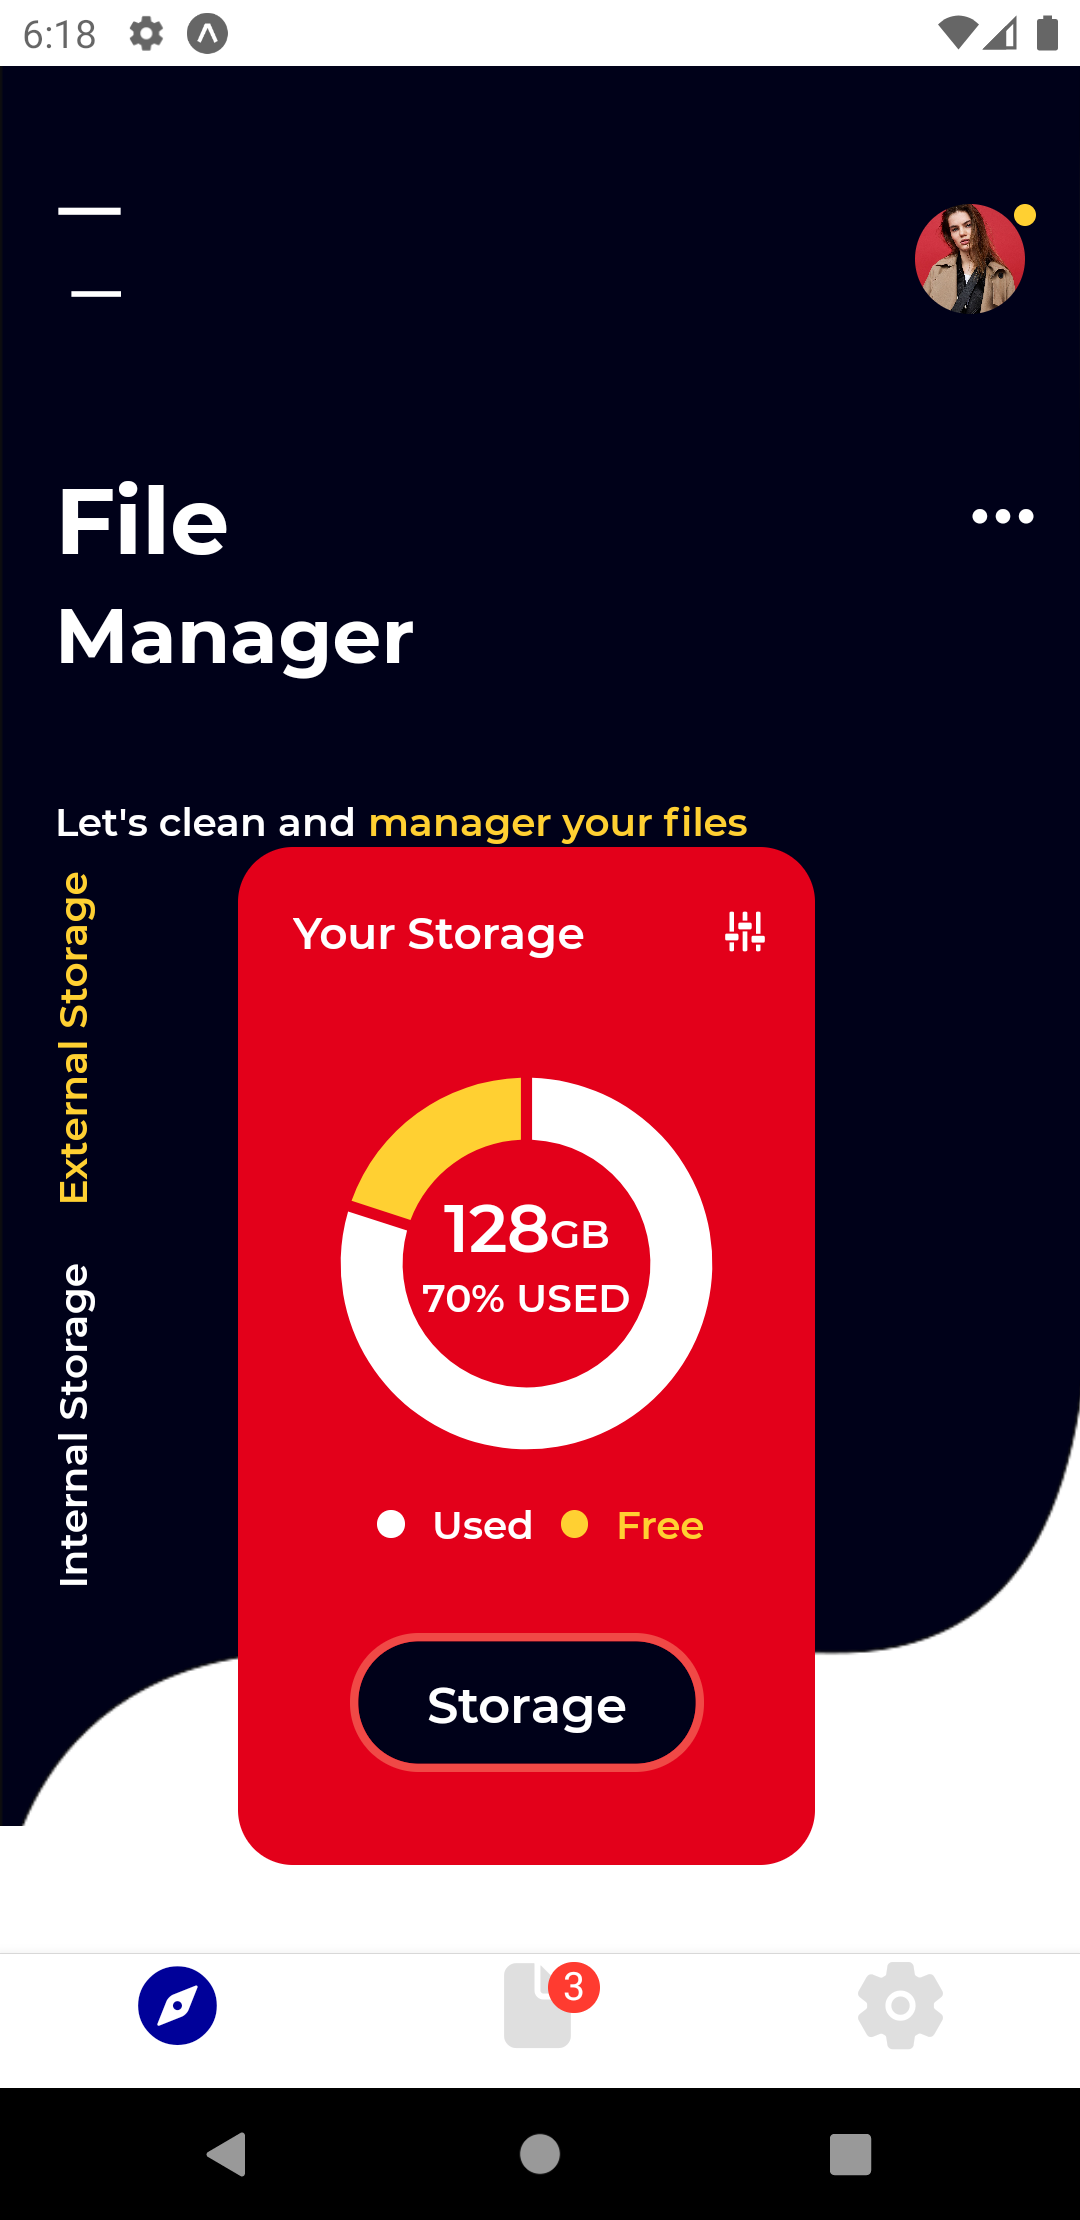 6:18
File
Manager
Let's clean and manager your files
External Storage
Internal Storage
Your Storage
128GB
70% USED
Used
Free
Storage
3